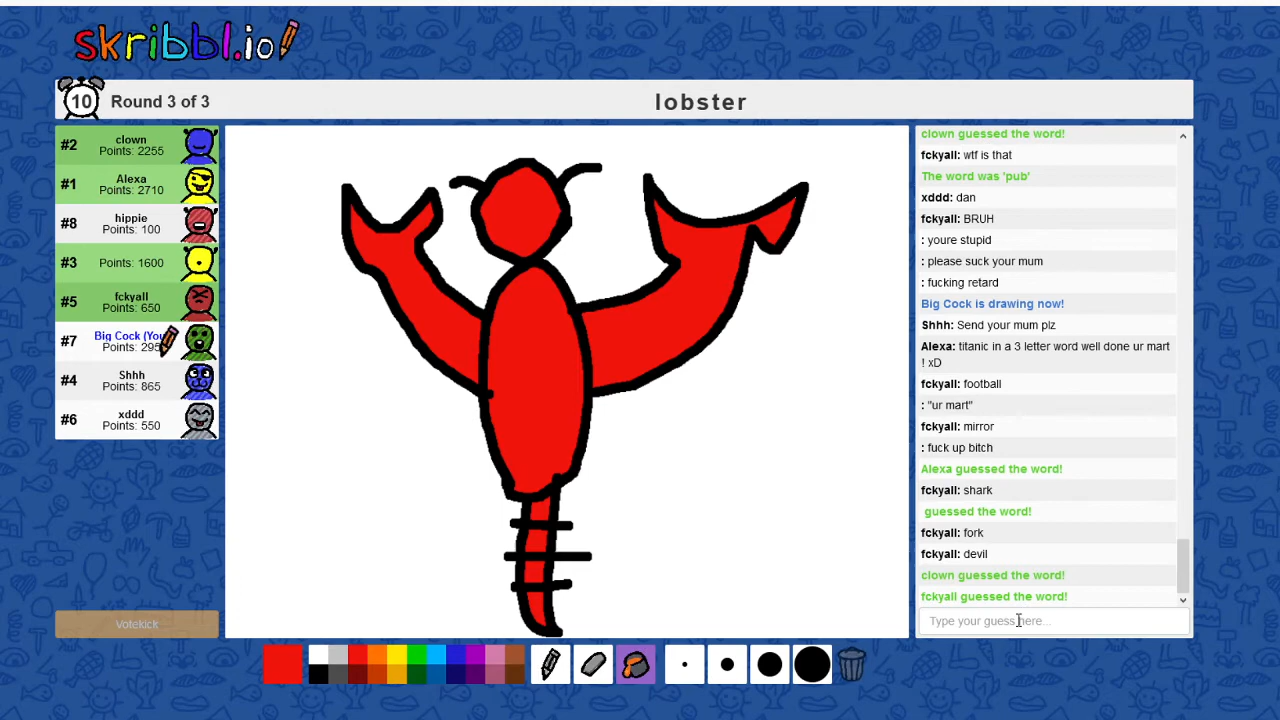 skribbl.io
10
Round 3 of 3
lobster
#2
clown
Points: 2255
#1
Alexa
Points: 2710
#8
hippie
Points: 100
#3
Points: 1600
#5
fckyall
Points: 650
#7
Big Cock (You
Points: 295
#4
Shhh
Points: 865
#6
xddd
Points: 550
Votekick
clown guessed the word!
fckyall: wtf is that
The word was 'pub'
xddd: dan
fckyall: BRUH
: youre stupid
: please suck your mum
: fucking retard
Big Cock is drawing now!
Shhh: Send your mum plz
Alexa: titanic in a 3 letter word well done ur mart
! xD
fckyall: football
: "ur mart"
fckyall: mirror
: fuck up bitch
Alexa guessed the word!
fckyall: shark
guessed the word!
fckyall: fork
fckyall: devil
clown guessed the word!
fckyall guessed the word!
Type your guess here...